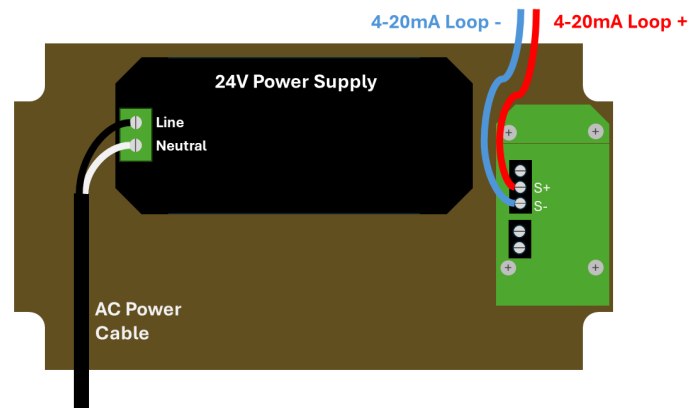 4-20mA Loop -
4-20mA Loop +
24V Power Supply
Line
Neutral
S+
S-
AC Power
Cable